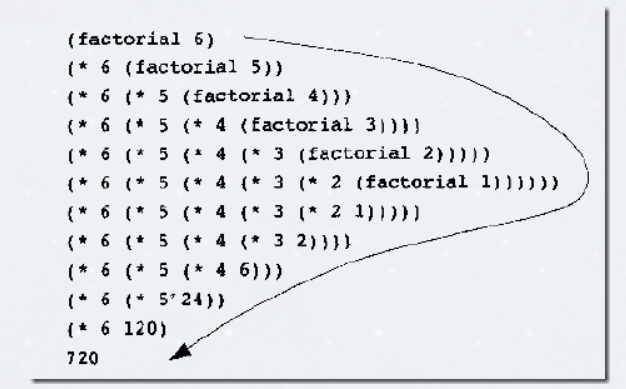 (factorial 6)
(* 6 (factorial 5))
(* 6 (* 5 (factorial 4)))
(* 6 (* 5 (* 4 (factorial 3))))
(* 6 (* 5 (* 4 (* 3 (factorial 2)))))
(* 6 (* 5 (* 4 (* 3 (* 2 (factorial 1))))))
(* 6 (* 5 (* 4 (* 3 (* 2 1)))))
(* 6 (* 5 (* 4 (* 3 2))))
(* 6 (* 5 (* 4 6)))
(* 6 (* 5 24))
(* 6 120)
720